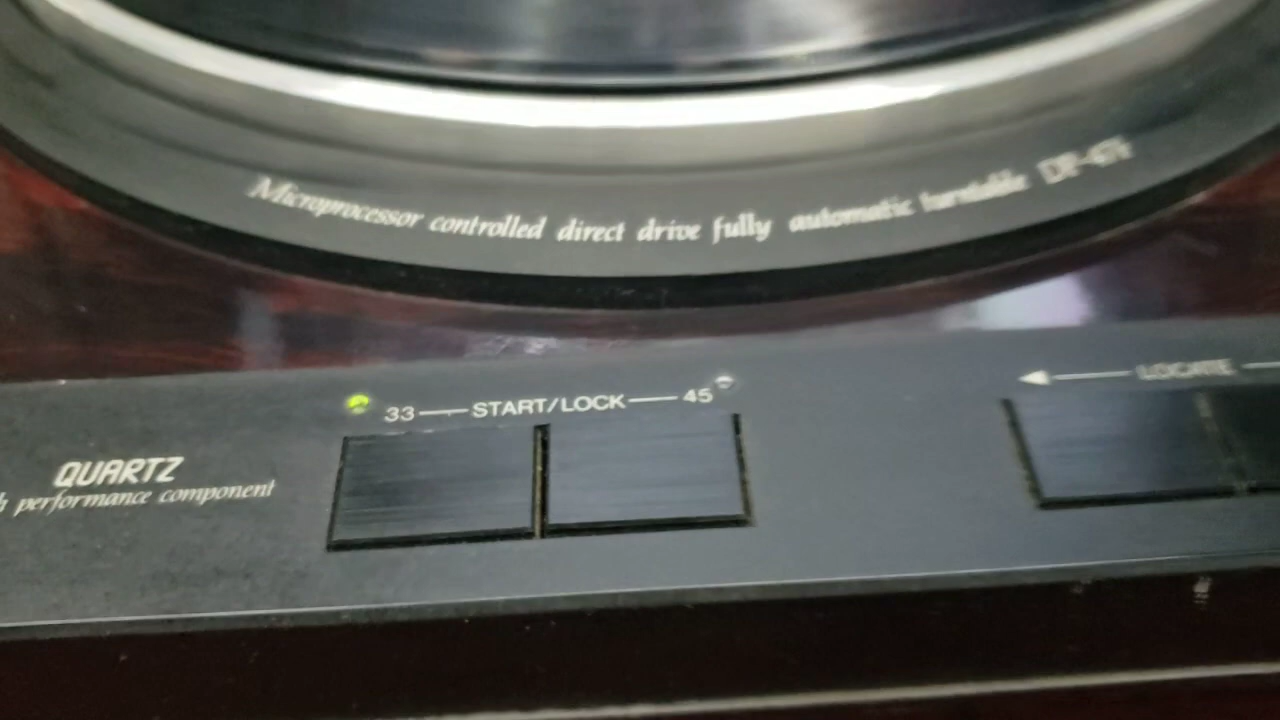 Microprocessor controlled direct drive fully automatic turntable
LOCATE
33 START/LOCK 45
QUARTZ
performance component